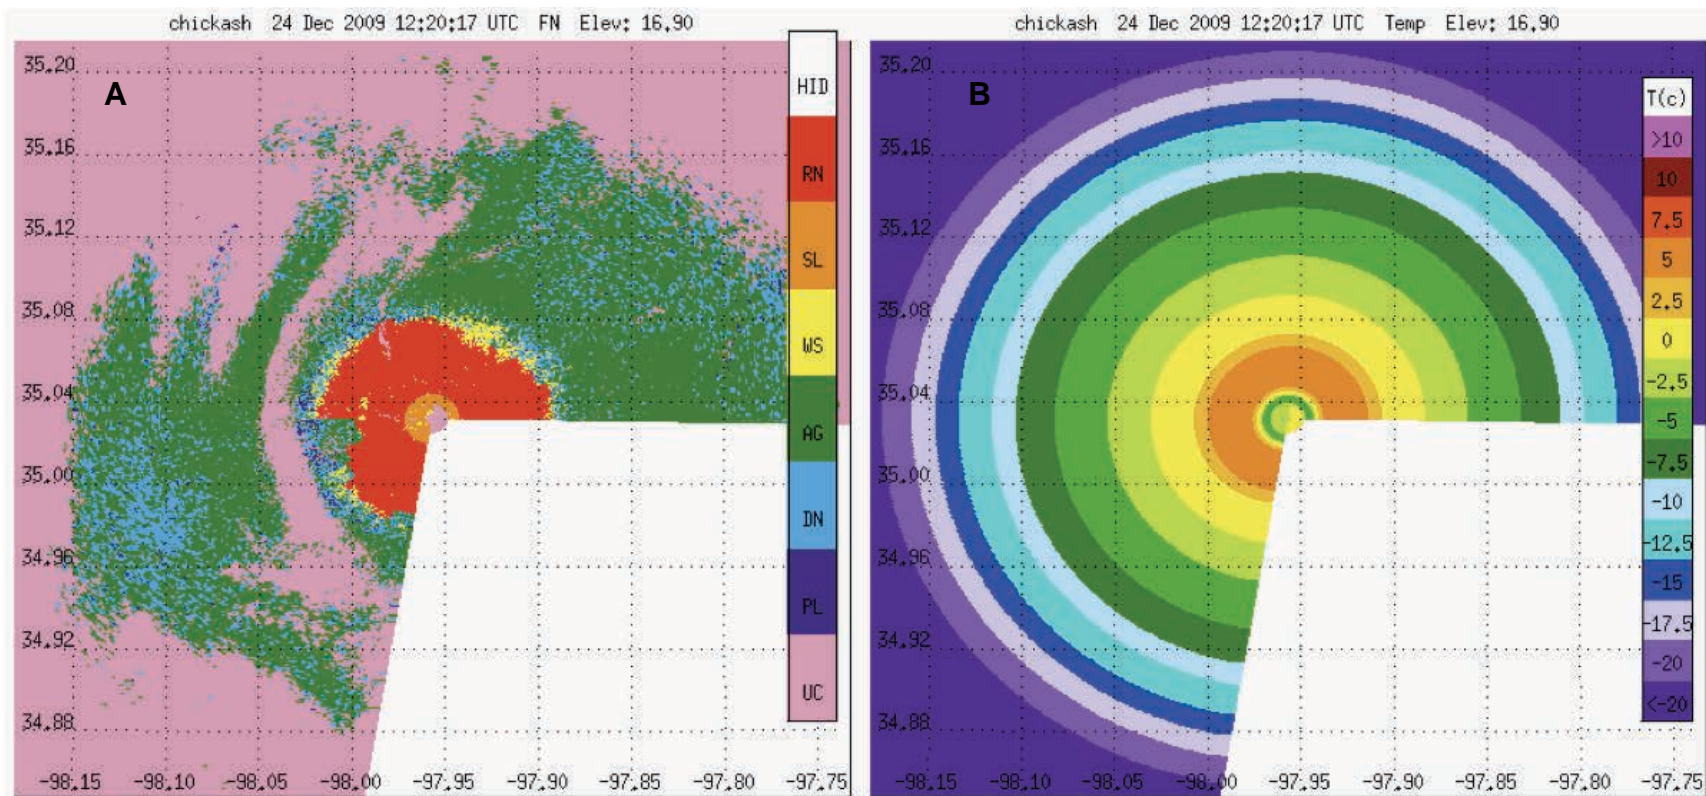 chickash 24 Dec 2009 12:20:17 UTC FN Elev: 16.90
A
35.20
35.16
35.12
35.08
35.04
35.00
34.96
34.92
34.88
-98.15 -98.10 -98.05 -98.00 -97.95 -97.90 -97.85 -97.80 -97.75
HID
RN
SL
WS
AG
DN
PL
UC
chickash 24 Dec 2009 12:20:17 UTC Temp Elev: 16.90
B
35.20
35.16
35.12
35.08
35.04
35.00
34.96
34.92
34.88
-98.15 -98.10 -98.05 -98.00 -97.95 -97.90 -97.85 -97.80 -97.75
T(c)
>10
10
7.5
5
2.5
0
-2.5
-5
-7.5
-10
-12.5
-15
-17.5
-20
<-20